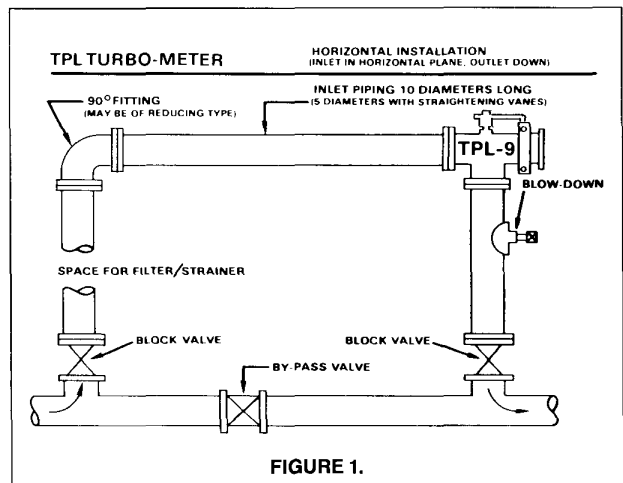 TPL TURBO-METER
HORIZONTAL INSTALLATION
(INLET IN HORIZONTAL PLANE, OUTLET DOWN)
90° FITTING
(MAY BE OF REDUCING TYPE)
INLET PIPING 10 DIAMETERS LONG
(5 DIAMETERS WITH STRAIGHTENING VANES)
TPL-9
BLOW-DOWN
SPACE FOR FILTER/STRAINER
BLOCK VALVE
BLOCK VALVE
BY-PASS VALVE
FIGURE 1.